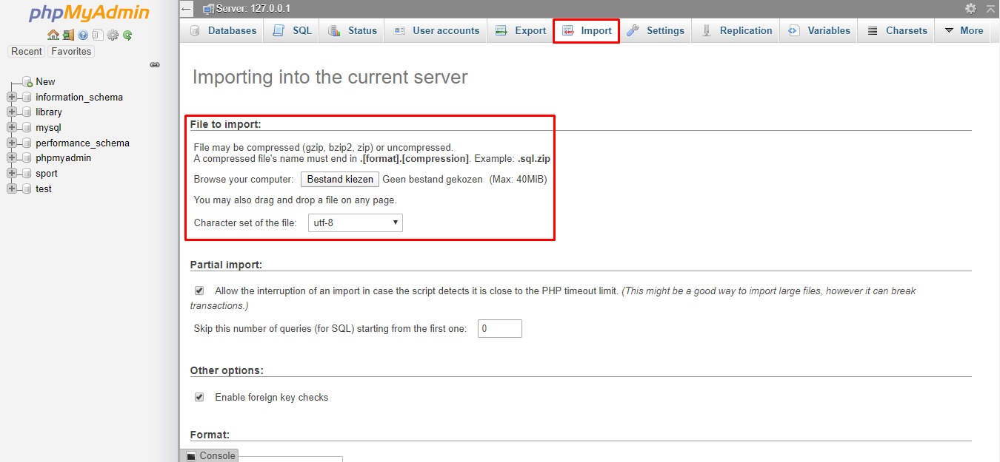 phpMyAdmin
Recent Favorites
New
information_schema
library
mysql
performance_schema
phpmyadmin
sport
test
Server: 127.0.0.1
Databases SQL Status User accounts Export Import Settings Replication Variables Charsets More
Importing into the current server
File to import:
File may be compressed (gzip, bzip2, zip) or uncompressed.
A compressed file's name must end in .[format].[compression]. Example: .sql.zip
Browse your computer: Bestand kiezen Geen bestand gekozen (Max: 40MiB)
You may also drag and drop a file on any page.
Character set of the file: utf-8
Partial import:
Allow the interruption of an import in case the script detects it is close to the PHP timeout limit. (This might be a good way to import large files, however it can break
transactions.)
Skip this number of queries (for SQL) starting from the first one: 0
Other options:
Enable foreign key checks
Format:
Console